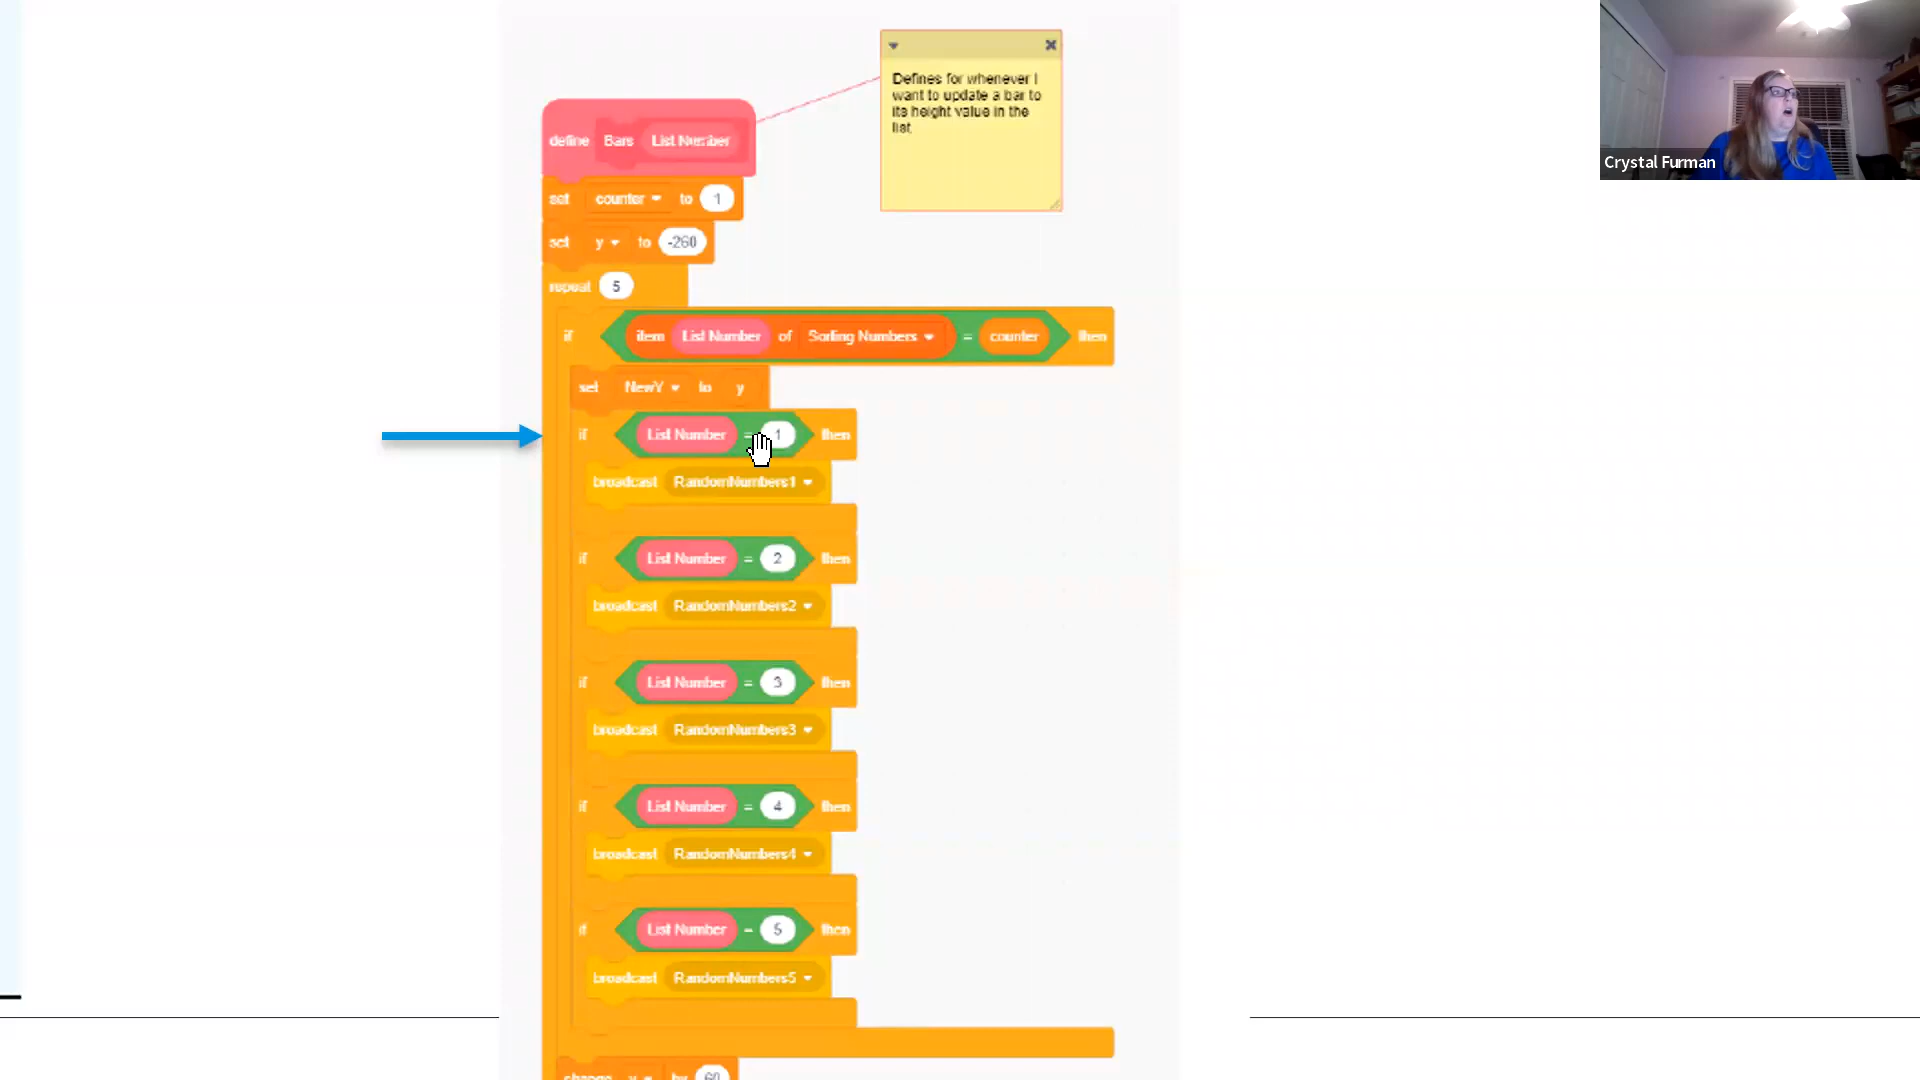 Defines for whenever I
want to update a bar to
its height value in the
list
define Bars List Number
set counter to 1
set y to -260
repeat 5
if item List Number of Sorting Numbers = counter then
set NewY to y
if List Number = 1 then
broadcast RandomNumbers1
if List Number = 2 then
broadcast RandomNumbers2
if List Number = 3 then
broadcast RandomNumbers3
if List Number = 4 then
broadcast RandomNumbers4
if List Number = 5 then
broadcast RandomNumbers5
change y by 60
Crystal Furman